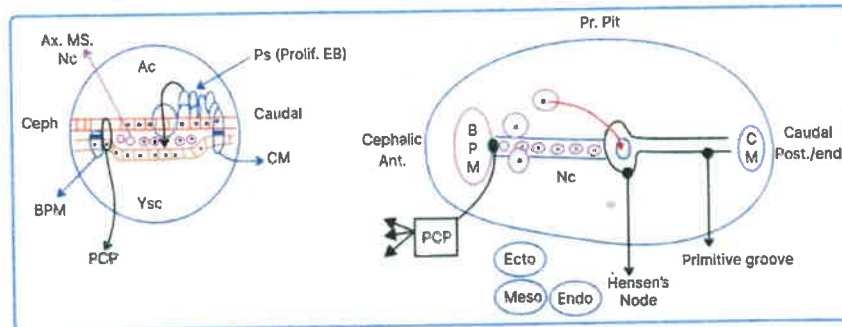 Pr. Pit
Ax. MS.
Nc
Ac
Ps (Prolif. EB)
Ceph
Caudal
CM
BPM
Ysc
PCP
Cephalic
Ant.
B
P
M
Nc
C
M
Caudal
Post./end
PCP
Ecto
Meso
Endo
Hensen's
Node
Primitive groove